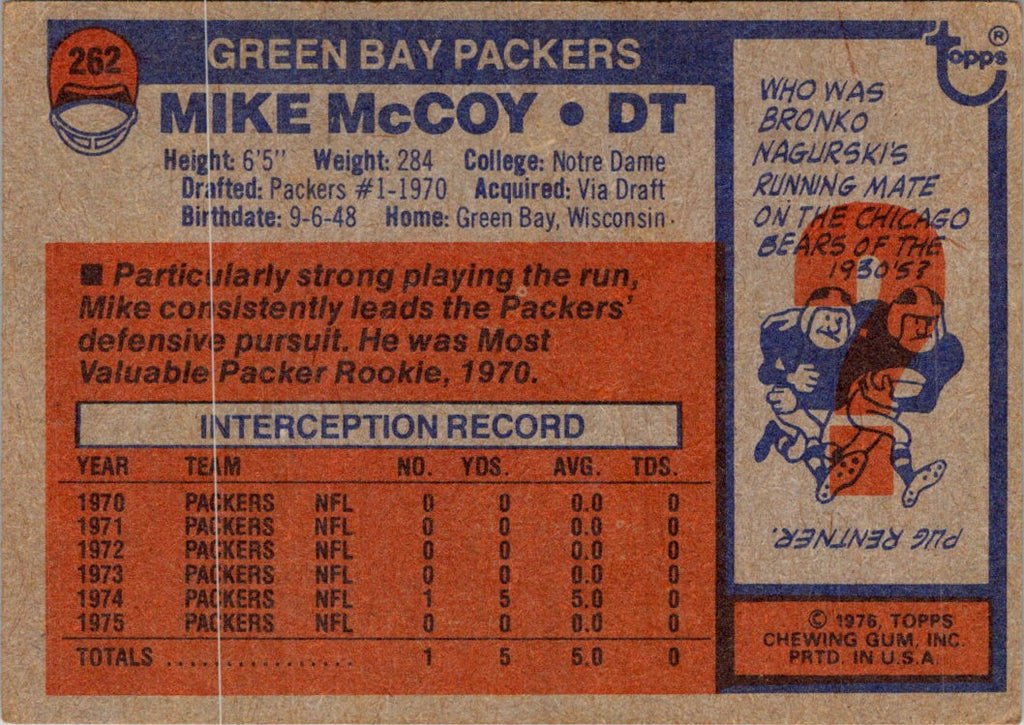 262
GREEN BAY PACKERS
MIKE McCOY • DT
Height: 6'5" Weight: 284 College: Notre Dame
Drafted: Packers #1-1970 Acquired: Via Draft
Birthdate: 9-6-48 Home: Green Bay, Wisconsin
■ Particularly strong playing the run,
Mike consistently leads the Packers'
defensive pursuit. He was Most
Valuable Packer Rookie, 1970.
INTERCEPTION RECORD
YEAR TEAM NO. YDS. AVG. TDS.
1970 PACKERS NFL 0 0 0.0 0
1971 PACKERS NFL 0 0 0.0 0
1972 PACKERS NFL 0 0 0.0 0
1973 PACKERS NFL 0 0 0.0 0
1974 PACKERS NFL 1 5 5.0 0
1975 PACKERS NFL 0 0 0.0 0
TOTALS .................. 1 5 5.0 0
topps®
WHO WAS
BRONKO
NAGURSKI'S
RUNNING MATE
ON THE CHICAGO
BEARS OF THE
1930'S?
PUG RENTNER.
© 1976, TOPPS
CHEWING GUM, INC.
PRTD. IN U.S.A.